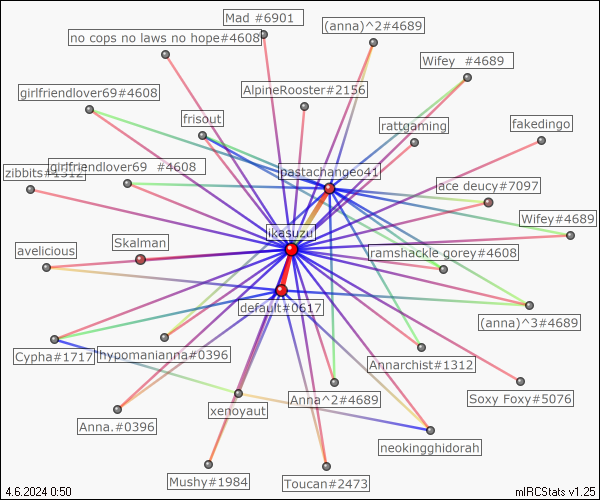 Mad #6901
(anna)^2#4689
no cops no laws no hope#4608
Wifey  #4689
girlfriendlover69#4608
AlpineRooster#2156
frisout
rattgaming
fakedingo
zibbits#1312
girlfriendlover69  #4608
pastachangeo41
ace deucy#7097
Wifey#4689
ikasuzu
avelicious
Skalman
ramshackle gorey#4608
default#0617
(anna)^3#4689
Cypha#1717
hypomanianna#0396
Annarchist#1312
Anna^2#4689
Soxy Foxy#5076
xenoyaut
Anna.#0396
neokingghidorah
Mushy#1984
Toucan#2473
4.6.2024 0:50
mIRCStats v1.25